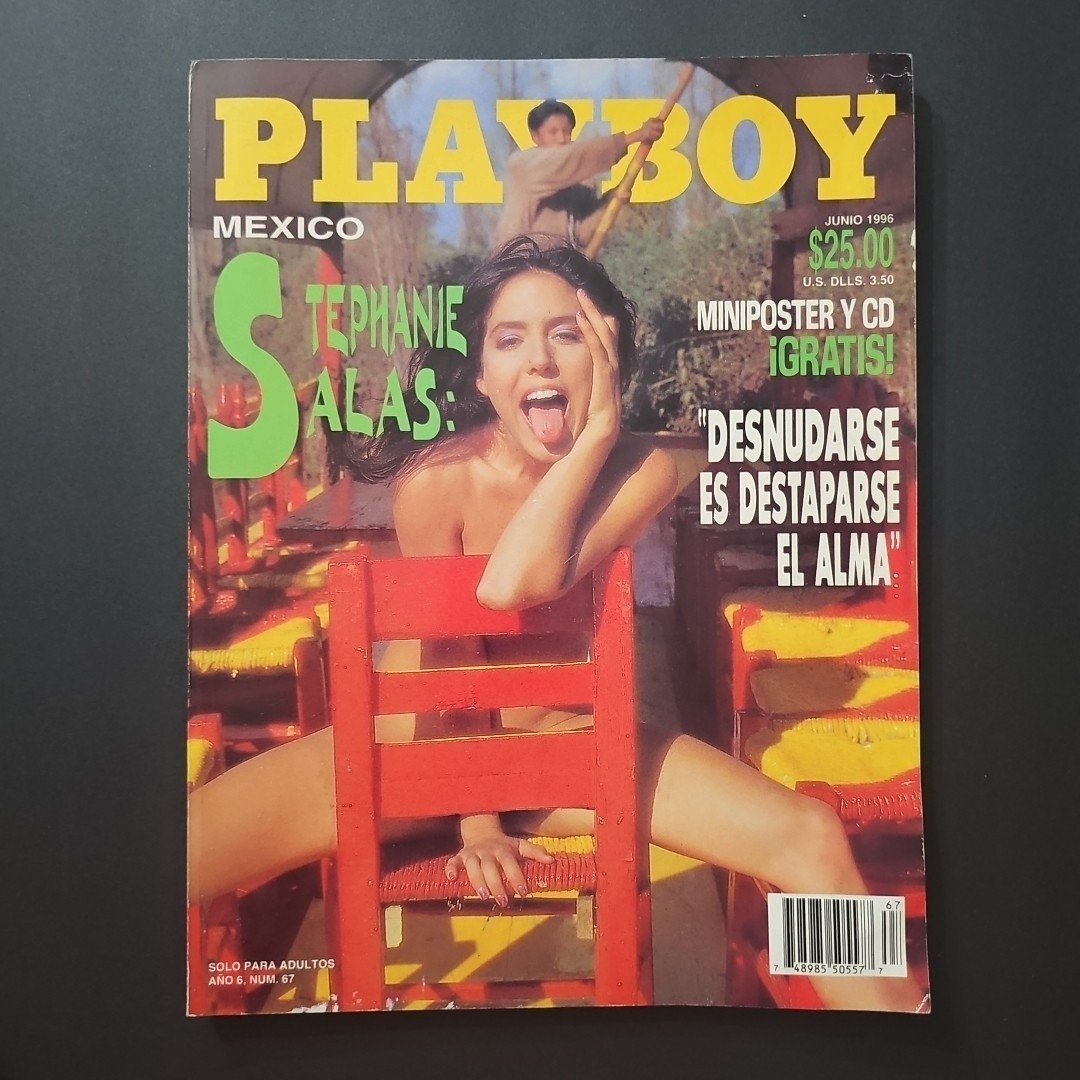 PLAYBOY
MEXICO
JUNIO 1996
$25.00
U.S. DLLS. 3.50
STEPHANIE
SALAS:
MINIPOSTER Y CD
¡GRATIS!
"DESNUDARSE
ES DESTAPARSE
EL ALMA"
SOLO PARA ADULTOS
AÑO 6, NUM. 67
67
7 48985 50557 7